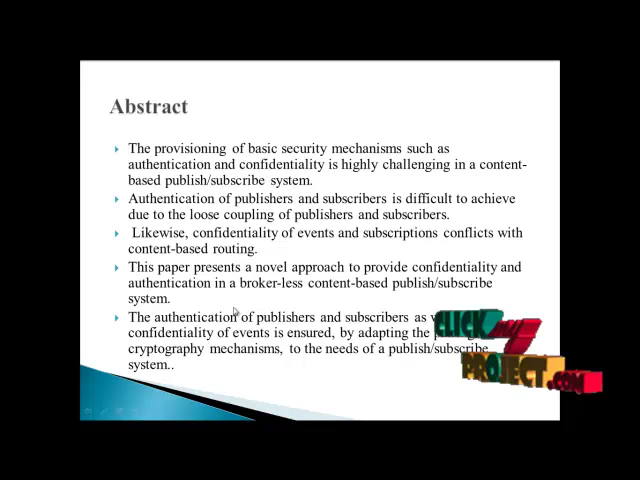 Abstract
The provisioning of basic security mechanisms such as
authentication and confidentiality is highly challenging in a content-
based publish/subscribe system.
Authentication of publishers and subscribers is difficult to achieve
due to the loose coupling of publishers and subscribers.
Likewise, confidentiality of events and subscriptions conflicts with
content-based routing.
This paper presents a novel approach to provide confidentiality and
authentication in a broker-less content-based publish/subscribe
system.
The authentication of publishers and subscribers as
confidentiality of events is ensured, by adapting the
cryptography mechanisms, to the needs of a publish/subscribe
system..
CLICK
MY
PROJECT.COM